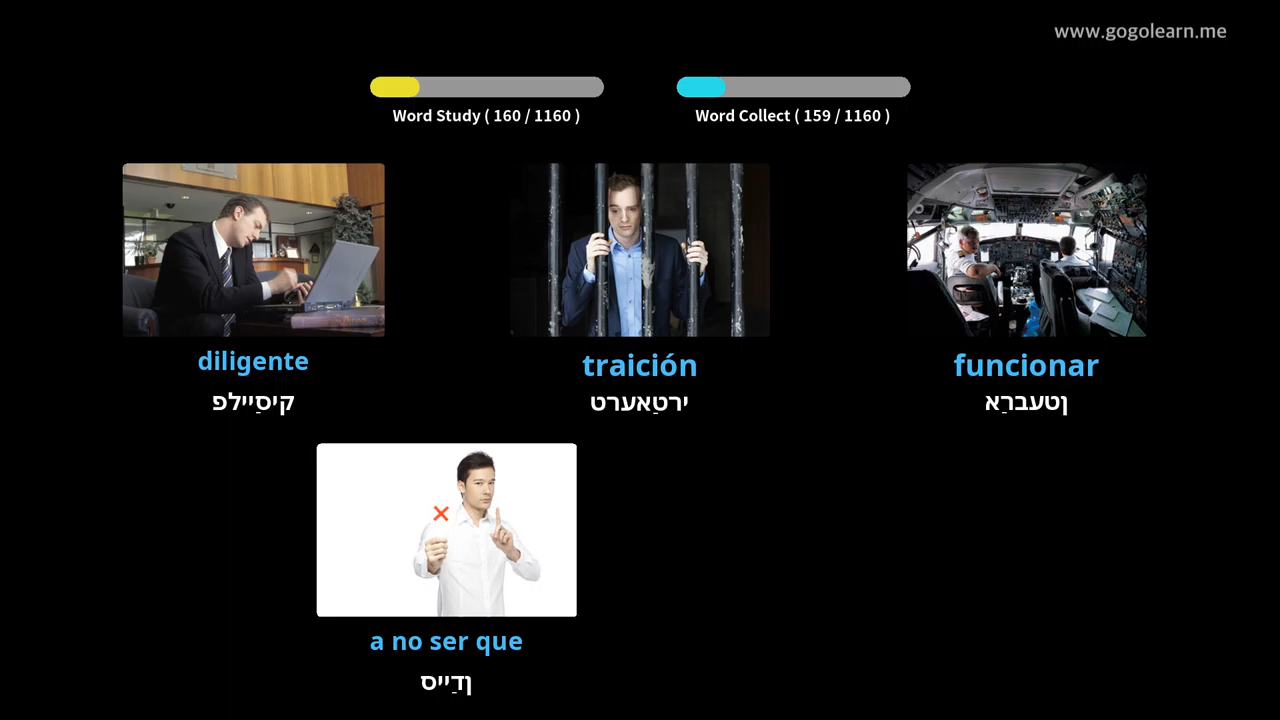 www.gogolearn.me
Word Study ( 160 / 1160 )
Word Collect ( 159 / 1160 )
diligente
קיסַיילפ
traición
ירטַאערט
funcionar
ןטעברַא
a no ser que
ןדַייס